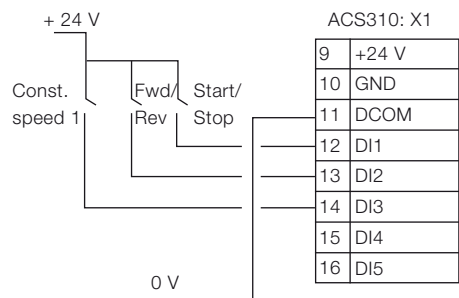 + 24 V
ACS310: X1
Const.
speed 1
Fwd/
Rev
Start/
Stop
9 +24 V
10 GND
11 DCOM
12 DI1
13 DI2
14 DI3
15 DI4
16 DI5
0 V